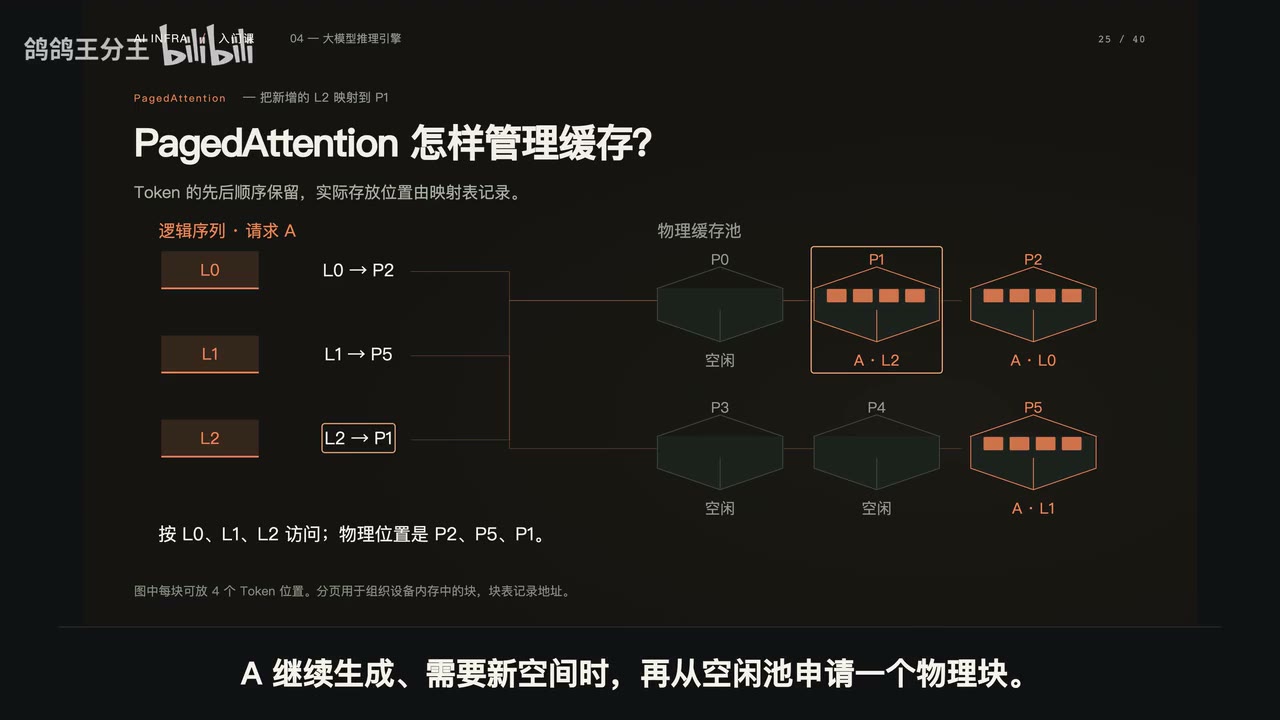 鸽鸽王分王 bilibili
AI INFRA / 入门课 04 — 大模型推理引擎 25 / 40
PagedAttention — 把新增的 L2 映射到 P1
PagedAttention 怎样管理缓存？
Token 的先后顺序保留，实际存放位置由映射表记录。
逻辑序列 · 请求 A
物理缓存池
L0
L0 → P2
L1
L1 → P5
L2
L2 → P1
P0
P1
P2
空闲
A · L2
A · L0
P3
P4
P5
空闲
空闲
A · L1
按 L0、L1、L2 访问；物理位置是 P2、P5、P1。
图中每块可放 4 个 Token 位置。分页用于组织设备内存中的块，块表记录地址。
A 继续生成、需要新空间时，再从空闲池申请一个物理块。